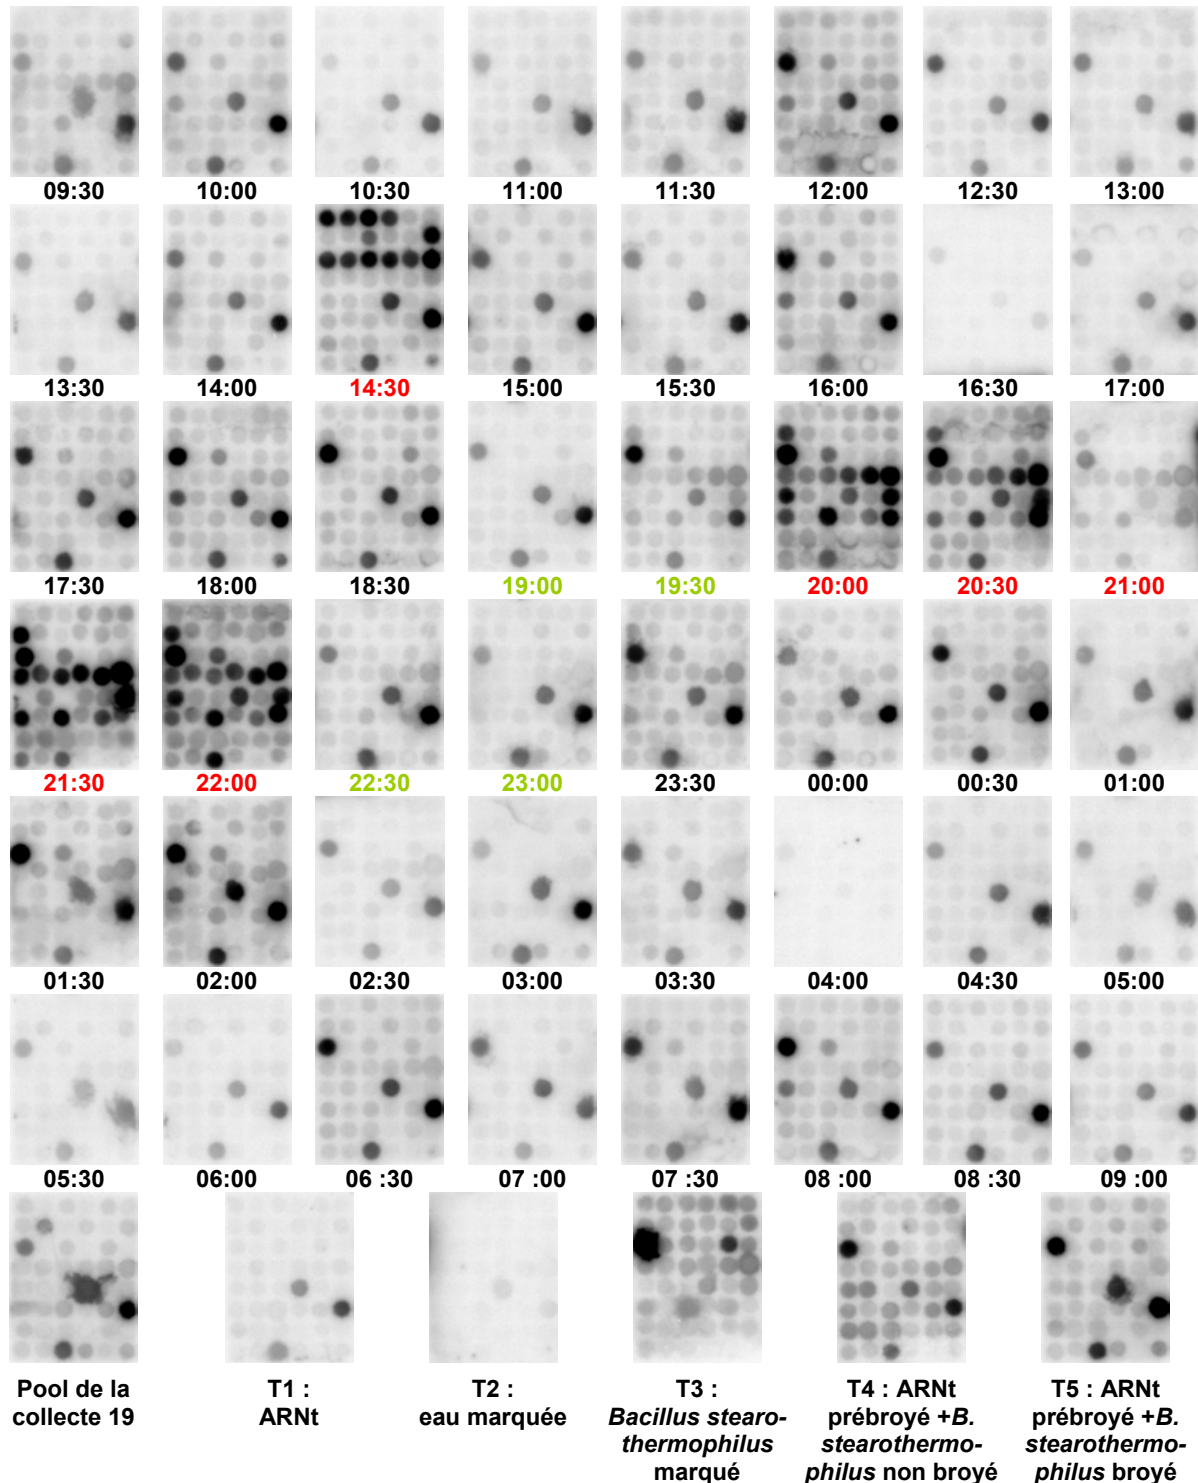 09:30 10:00 10:30 11:00 11:30 12:00 12:30 13:00
13:30 14:00 14:30 15:00 15:30 16:00 16:30 17:00
17:30 18:00 18:30 19:00 19:30 20:00 20:30 21:00
21:30 22:00 22:30 23:00 23:30 00:00 00:30 01:00
01:30 02:00 02:30 03:00 03:30 04:00 04:30 05:00
05:30 06:00 06 :30 07 :00 07 :30 08 :00 08 :30 09 :00
Pool de la
collecte 19
T1 :
ARNt
T2 :
eau marquée
T3 :
Bacillus stearo-
thermophilus
marqué
T4 : ARNt
prébroyé +B.
stearothermo-
philus non broyé
T5 : ARNt
prébroyé +B.
stearothermo-
philus broyé